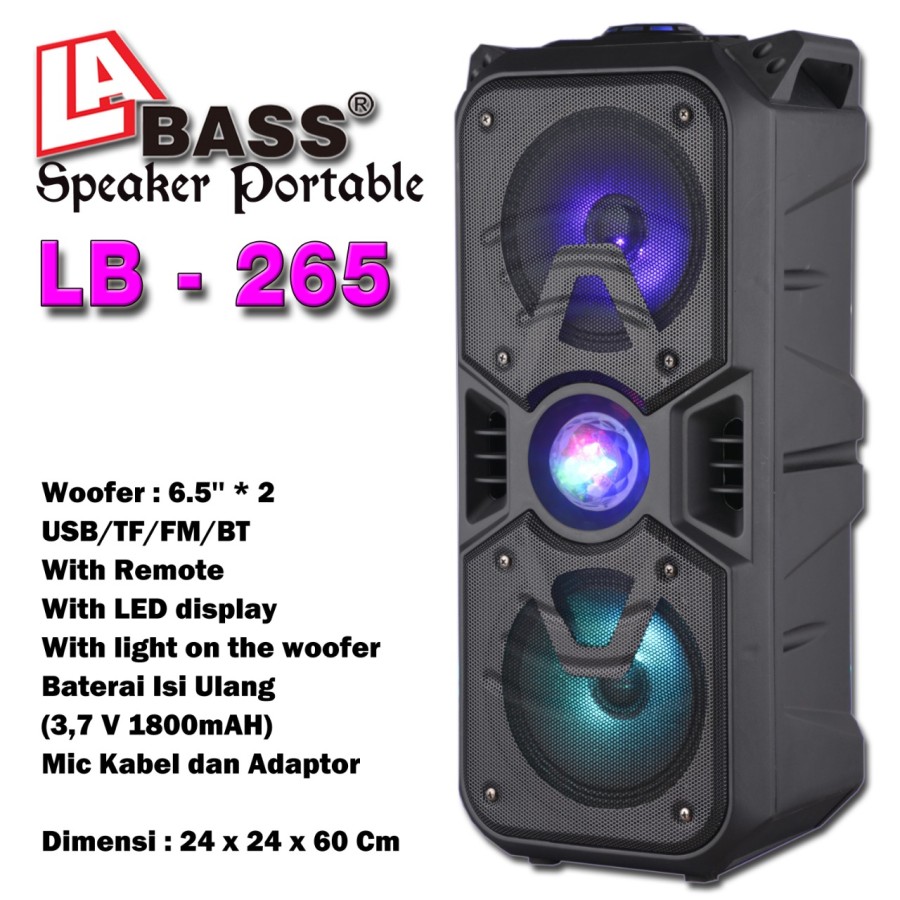 LA BASS®
Speaker Portable
LB - 265
Woofer : 6.5'' * 2
USB/TF/FM/BT
With Remote
With LED display
With light on the woofer
Baterai Isi Ulang
(3,7 V 1800mAH)
Mic Kabel dan Adaptor
Dimensi : 24 x 24 x 60 Cm